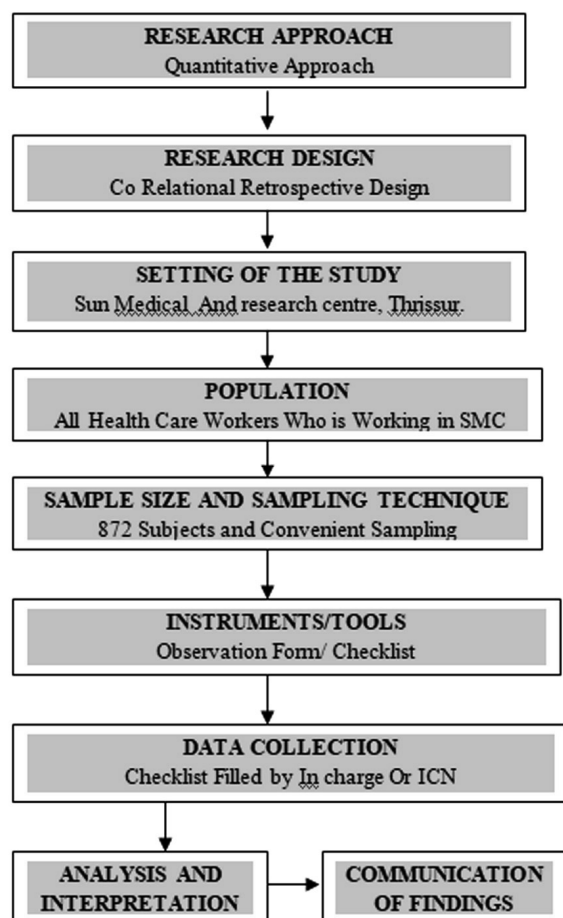 RESEARCH APPROACH
Quantitative Approach
RESEARCH DESIGN
Co Relational Retrospective Design
SETTING OF THE STUDY
Sun Medical And research centre, Thrissur.
POPULATION
All Health Care Workers Who is Working in SMC
SAMPLE SIZE AND SAMPLING TECHNIQUE
872 Subjects and Convenient Sampling
INSTRUMENTS/TOOLS
Observation Form/ Checklist
DATA COLLECTION
Checklist Filled by In charge Or ICN
ANALYSIS AND
INTERPRETATION
COMMUNICATION
OF FINDINGS